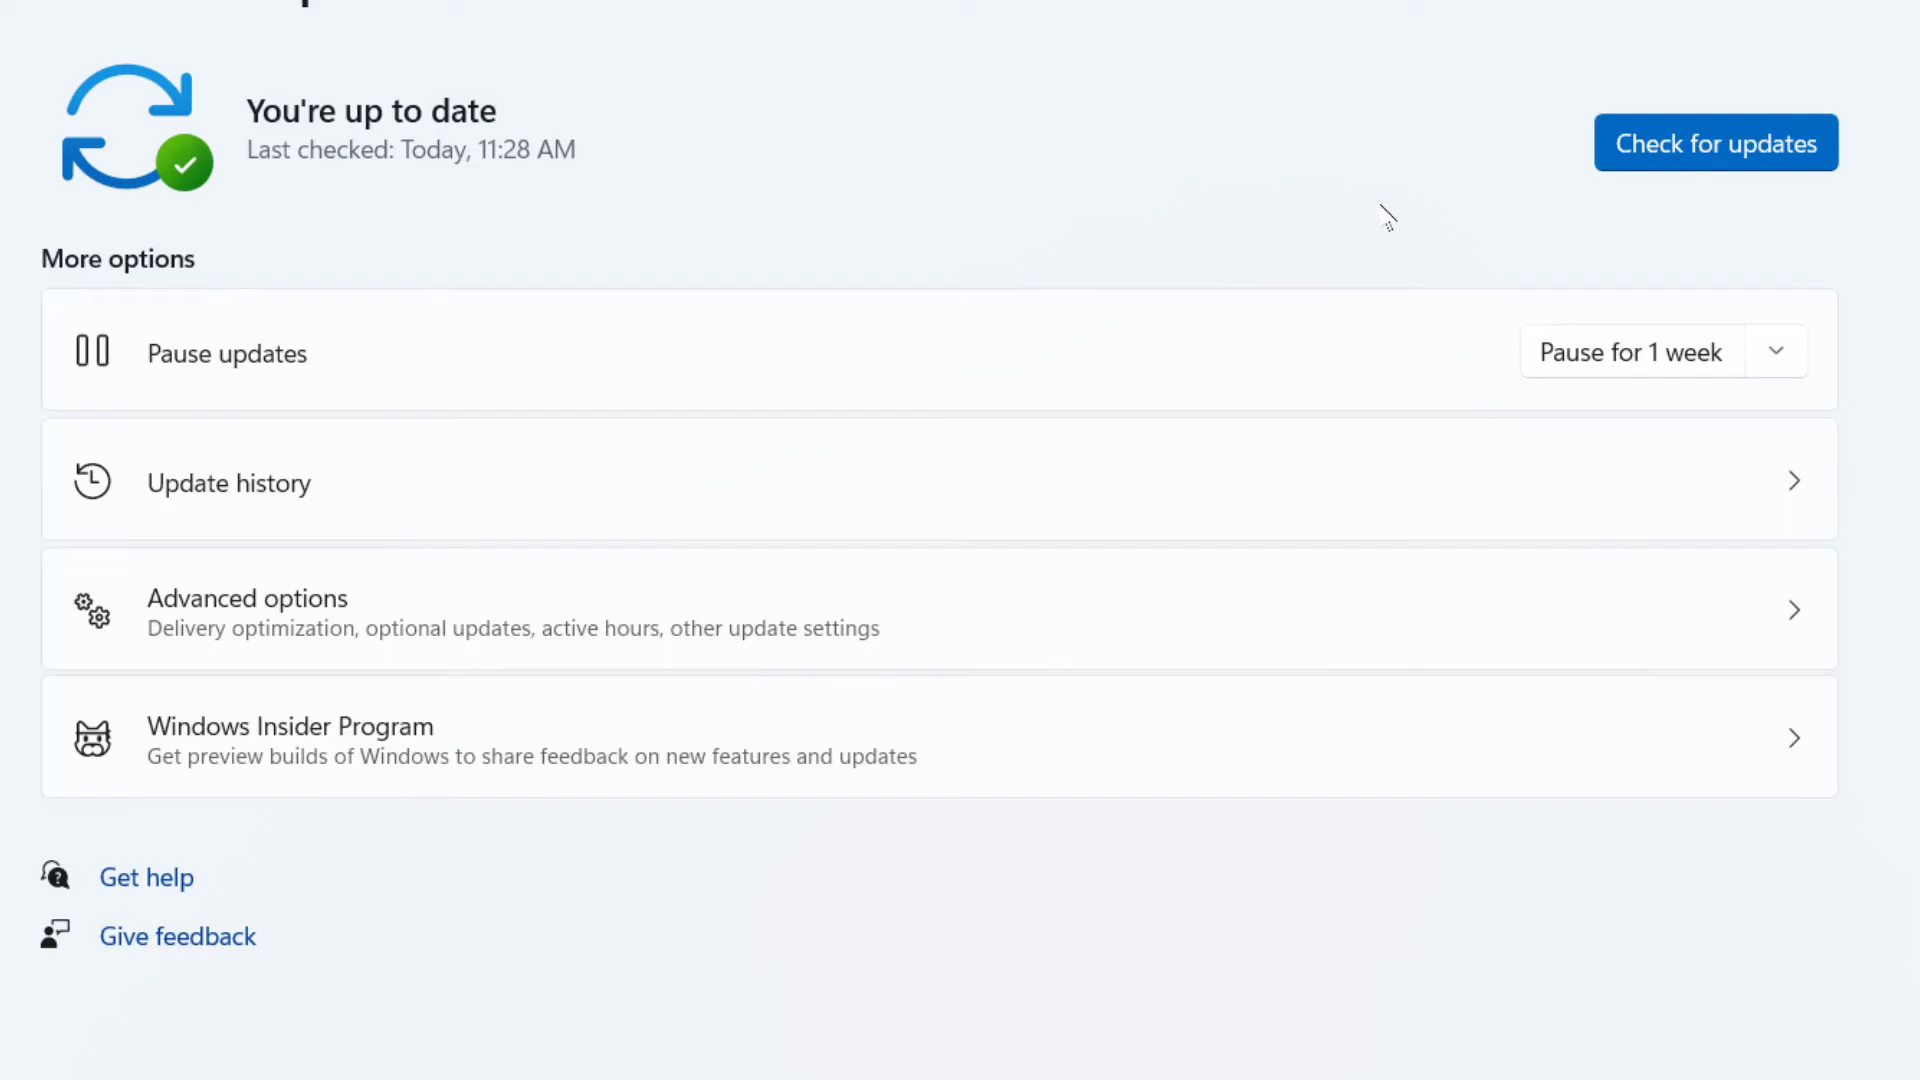 You're up to date
Last checked: Today, 11:28 AM
Check for updates
More options
Pause updates
Pause for 1 week
Update history
Advanced options
Delivery optimization, optional updates, active hours, other update settings
Windows Insider Program
Get preview builds of Windows to share feedback on new features and updates
Get help
Give feedback